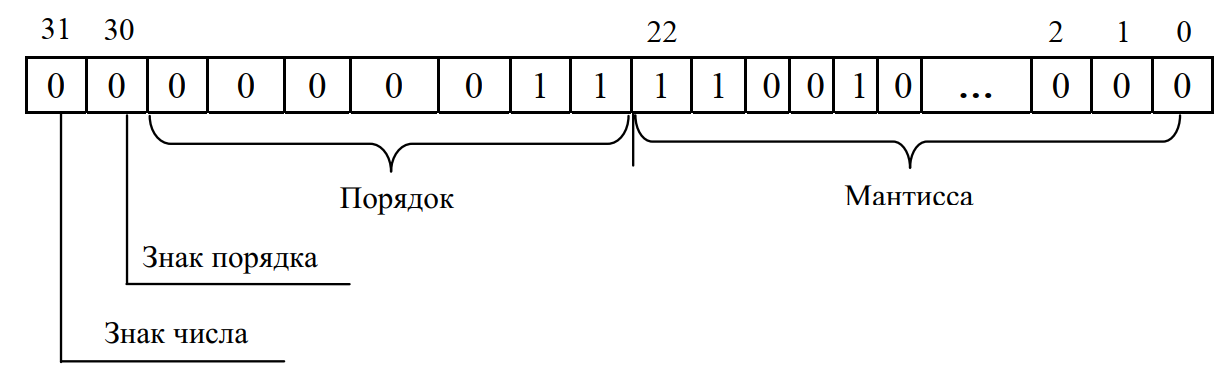 31 30 22 2 1 0
0 0 0 0 0 0 0 1 1 1 1 0 0 1 0 ... 0 0 0
Порядок Мантисса
Знак порядка
Знак числа